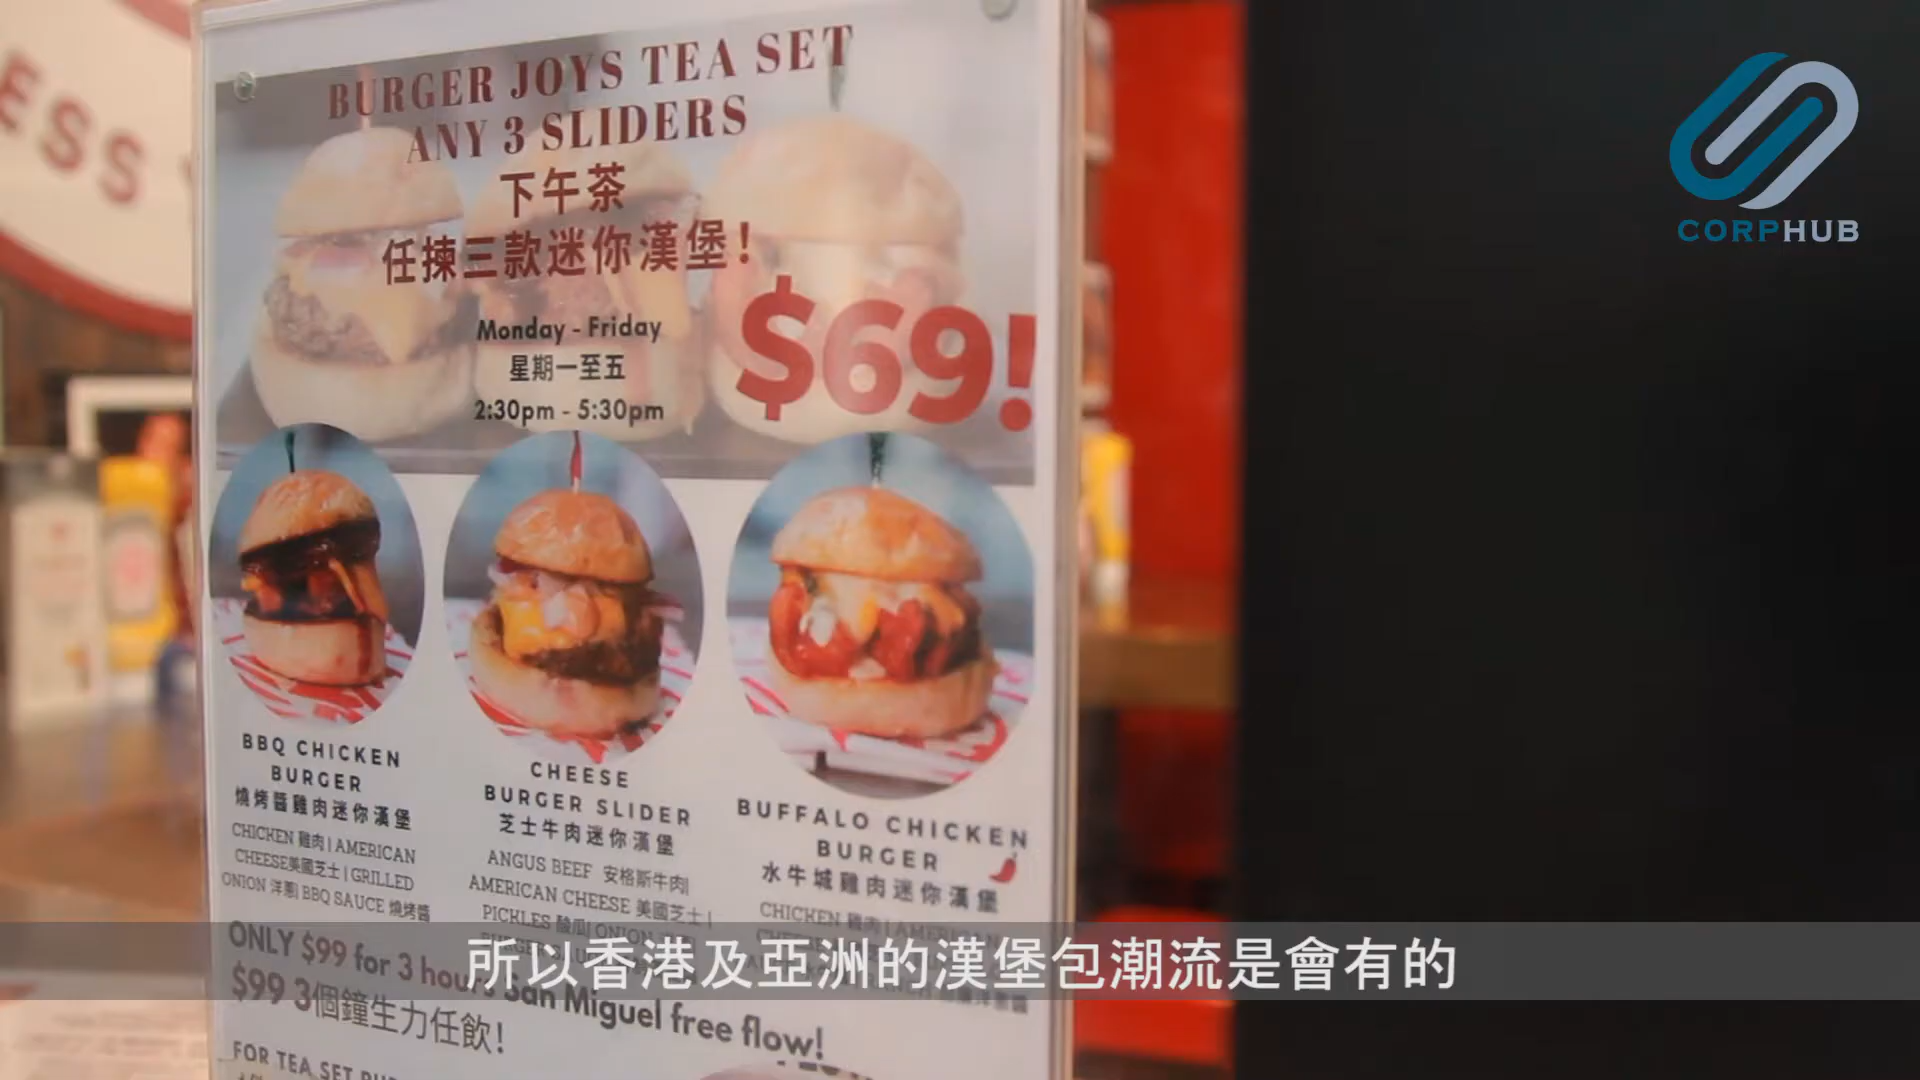 ESS
BURGER JOYS TEA SET
ANY 3 SLIDERS
下午茶
任揀三款迷你漢堡！
$69!
Monday - Friday
星期一至五
2:30pm - 5:30pm
BBQ CHICKEN
BURGER
燒烤醬雞肉迷你漢堡
CHICKEN 雞肉 | AMERICAN
CHEESE美國芝士 | GRILLED
ONION 洋蔥| BBQ SAUCE 燒烤醬
CHEESE
BURGER SLIDER
芝士牛肉迷你漢堡
ANGUS BEEF 安格斯牛肉|
AMERICAN CHEESE 美國芝士 |
PICKLES 酸瓜| ONION
BUFFALO CHICKEN
BURGER
水牛城雞肉迷你漢堡
CHICKEN 雞肉 | AMERICAN
ONLY $99 for 3 hours San Miguel free flow!
$99 3個鐘生力任飲！
FOR TEA SET
CORPHUB
所以香港及亞洲的漢堡包潮流是會有的